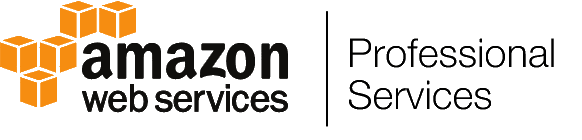 amazon
web services
Professional
Services